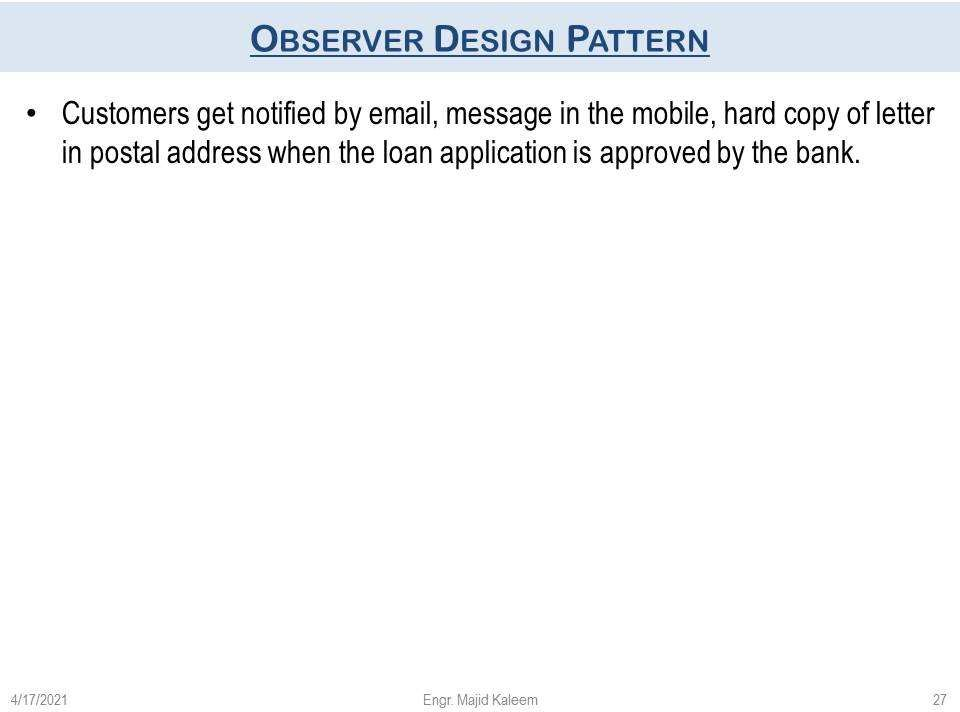 OBSERVER DESIGN PATTERN
• Customers get notified by email, message in the mobile, hard copy of letter
in postal address when the loan application is approved by the bank.
4/17/2021
Engr. Majid Kaleem
27